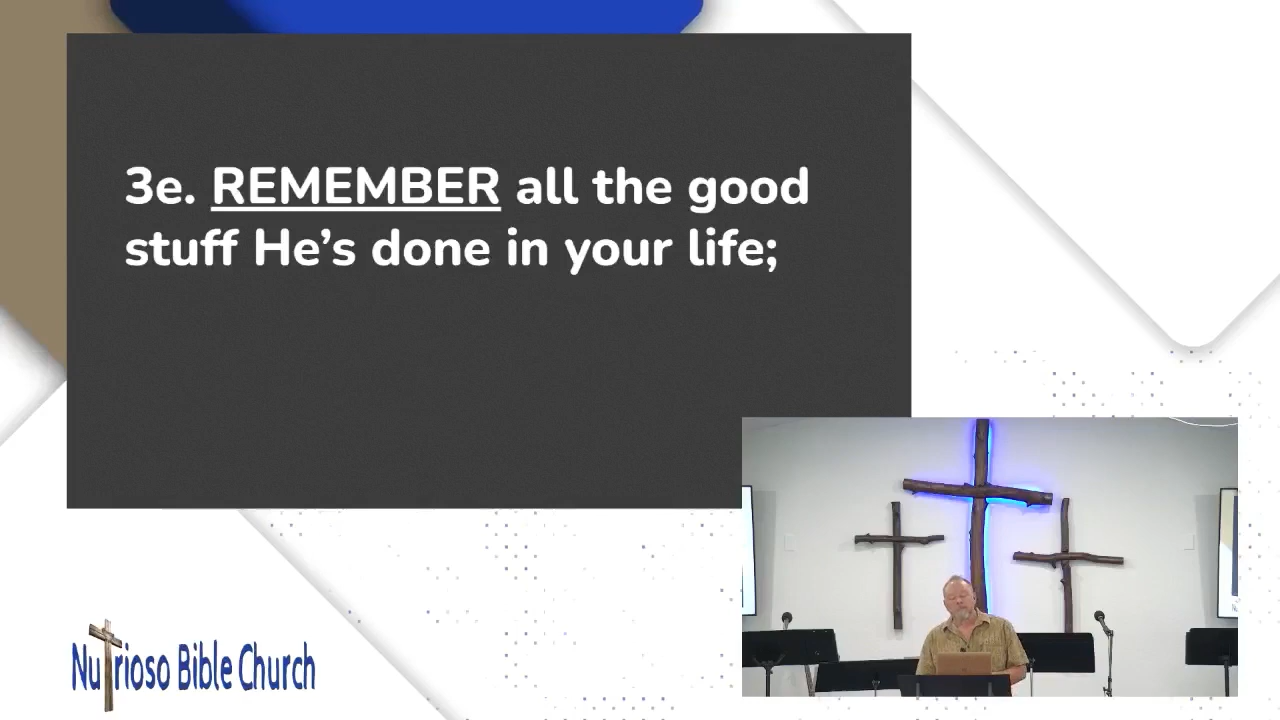 3e. REMEMBER all the good
stuff He’s done in your life;
Nutrioso Bible Church